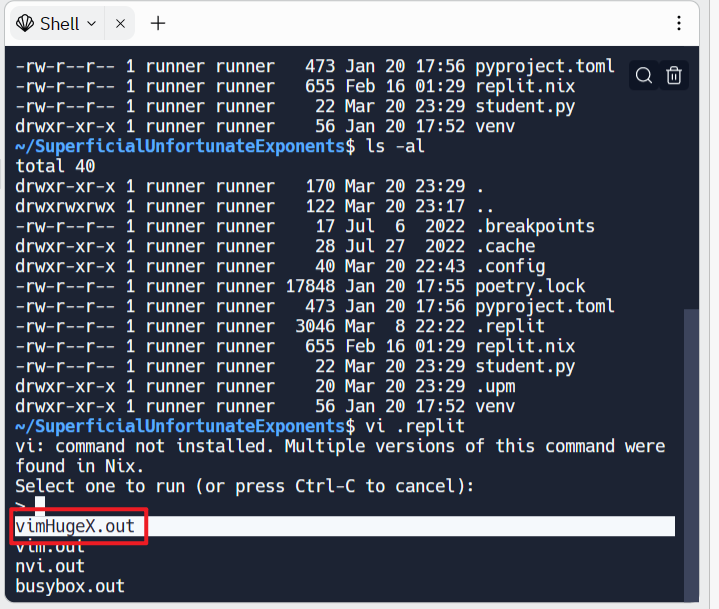 Shell
-rw-r--r-- 1 runner runner   473 Jan 20 17:56 pyproject.toml
-rw-r--r-- 1 runner runner   655 Feb 16 01:29 replit.nix
-rw-r--r-- 1 runner runner    22 Mar 20 23:29 student.py
drwxr-xr-x 1 runner runner    56 Jan 20 17:52 venv
~/SuperficialUnfortunateExponents$ ls -al
total 40
drwxr-xr-x 1 runner runner   170 Mar 20 23:29 .
drwxrwxrwx 1 runner runner   122 Mar 20 23:17 ..
-rw-r--r-- 1 runner runner    17 Jul  6  2022 .breakpoints
drwxr-xr-x 1 runner runner    28 Jul 27  2022 .cache
drwxr-xr-x 1 runner runner    40 Mar 20 22:43 .config
-rw-r--r-- 1 runner runner 17848 Jan 20 17:55 poetry.lock
-rw-r--r-- 1 runner runner   473 Jan 20 17:56 pyproject.toml
-rw-r--r-- 1 runner runner  3046 Mar  8 22:22 .replit
-rw-r--r-- 1 runner runner   655 Feb 16 01:29 replit.nix
-rw-r--r-- 1 runner runner    22 Mar 20 23:29 student.py
drwxr-xr-x 1 runner runner    20 Mar 20 23:29 .upm
drwxr-xr-x 1 runner runner    56 Jan 20 17:52 venv
~/SuperficialUnfortunateExponents$ vi .replit
vi: command not installed. Multiple versions of this command were
found in Nix.
Select one to run (or press Ctrl-C to cancel):
>
vimHugeX.out
vim.out
nvi.out
busybox.out